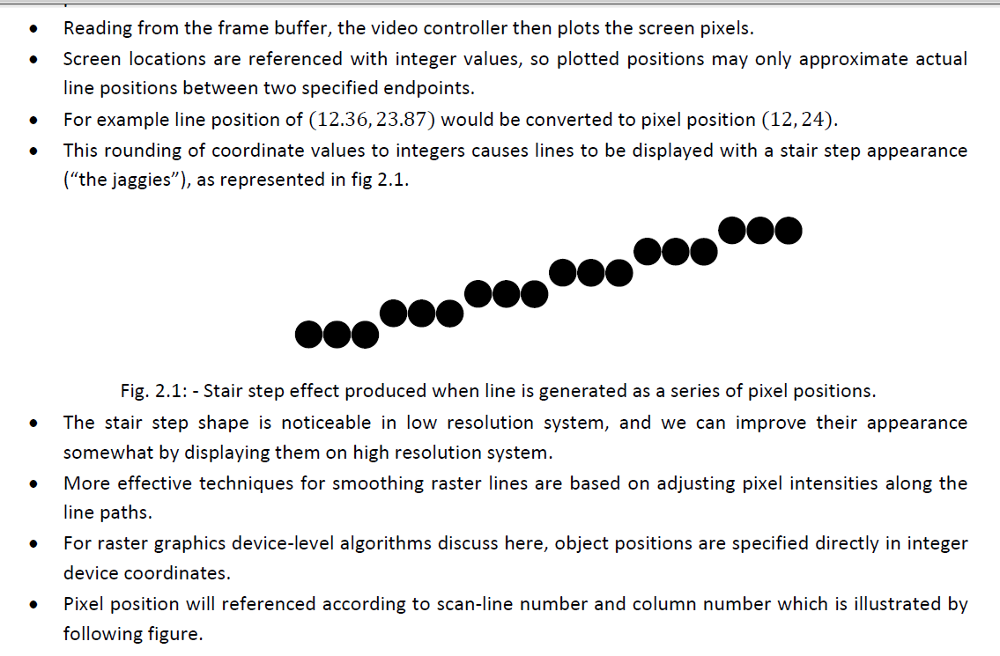 • Reading from the frame buffer, the video controller then plots the screen pixels.
• Screen locations are referenced with integer values, so plotted positions may only approximate actual
line positions between two specified endpoints.
• For example line position of (12.36, 23.87) would be converted to pixel position (12, 24).
• This rounding of coordinate values to integers causes lines to be displayed with a stair step appearance
(“the jaggies”), as represented in fig 2.1.
Fig. 2.1: - Stair step effect produced when line is generated as a series of pixel positions.
• The stair step shape is noticeable in low resolution system, and we can improve their appearance
somewhat by displaying them on high resolution system.
• More effective techniques for smoothing raster lines are based on adjusting pixel intensities along the
line paths.
• For raster graphics device-level algorithms discuss here, object positions are specified directly in integer
device coordinates.
• Pixel position will referenced according to scan-line number and column number which is illustrated by
following figure.